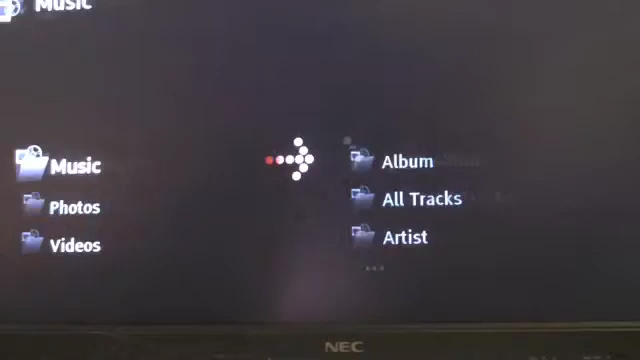 Music
Music
Photos
Videos
Album
All Tracks
Artist
...
NEC